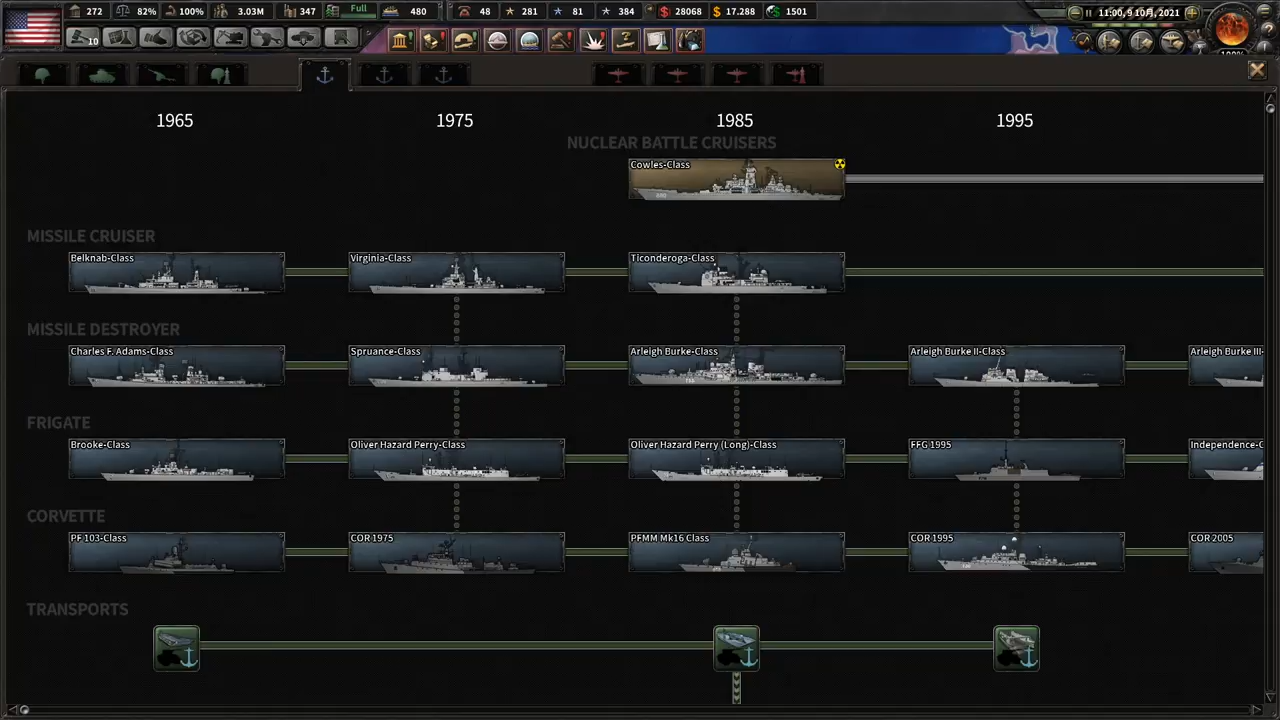 272 82% 100% 3.03M 347 Full 480 48 281 81 384 28068 17.288 1501 11:00, 9 10月, 2021
10
100%
1965 1975 1985 1995
NUCLEAR BATTLE CRUISERS
Cowles-Class
MISSILE CRUISER
Belknab-Class Virginia-Class Ticonderoga-Class
MISSILE DESTROYER
Charles F. Adams-Class Spruance-Class Arleigh Burke-Class Arleigh Burke II-Class Arleigh Burke III-
FRIGATE
Brooke-Class Oliver Hazard Perry-Class Oliver Hazard Perry (Long)-Class FFG 1995 Independence-C
CORVETTE
PF 103-Class COR 1975 PFMM Mk16 Class COR 1995 COR 2005
TRANSPORTS